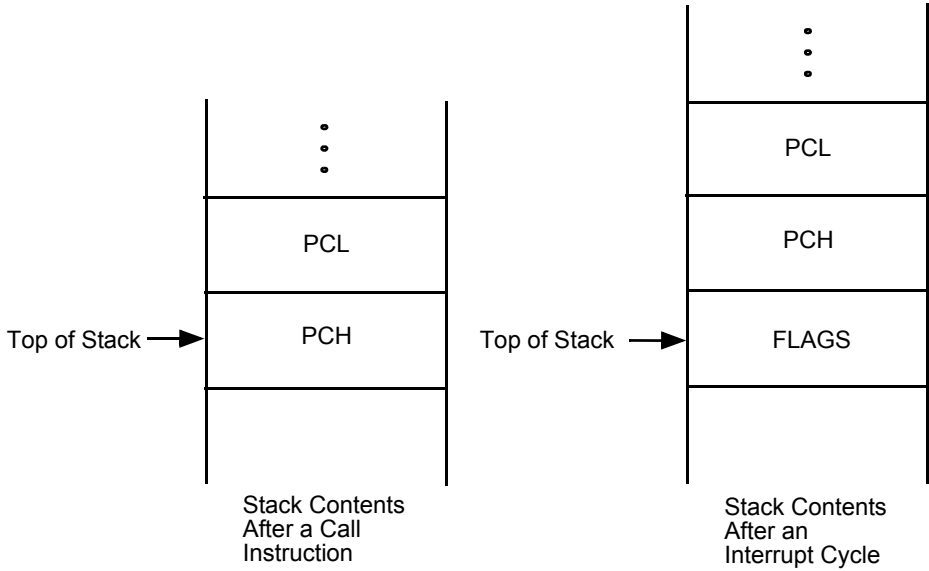 PCL
PCH
Top of Stack
Stack Contents
After a Call
Instruction
PCL
PCH
Top of Stack
FLAGS
Stack Contents
After an
Interrupt Cycle